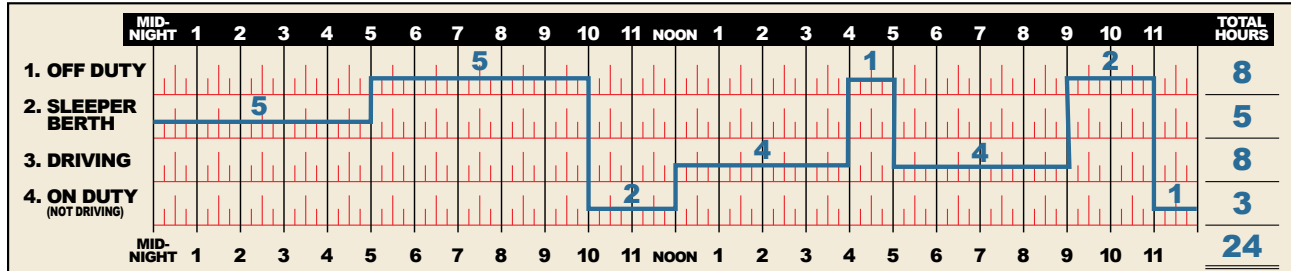 MID-NIGHT 1 2 3 4 5 6 7 8 9 10 11 NOON 1 2 3 4 5 6 7 8 9 10 11 TOTAL HOURS
1. OFF DUTY 5 1 2 8
2. SLEEPER BERTH 5 5
3. DRIVING 4 4 8
4. ON DUTY (NOT DRIVING) 2 1 3
MID-NIGHT 1 2 3 4 5 6 7 8 9 10 11 NOON 1 2 3 4 5 6 7 8 9 10 11 24